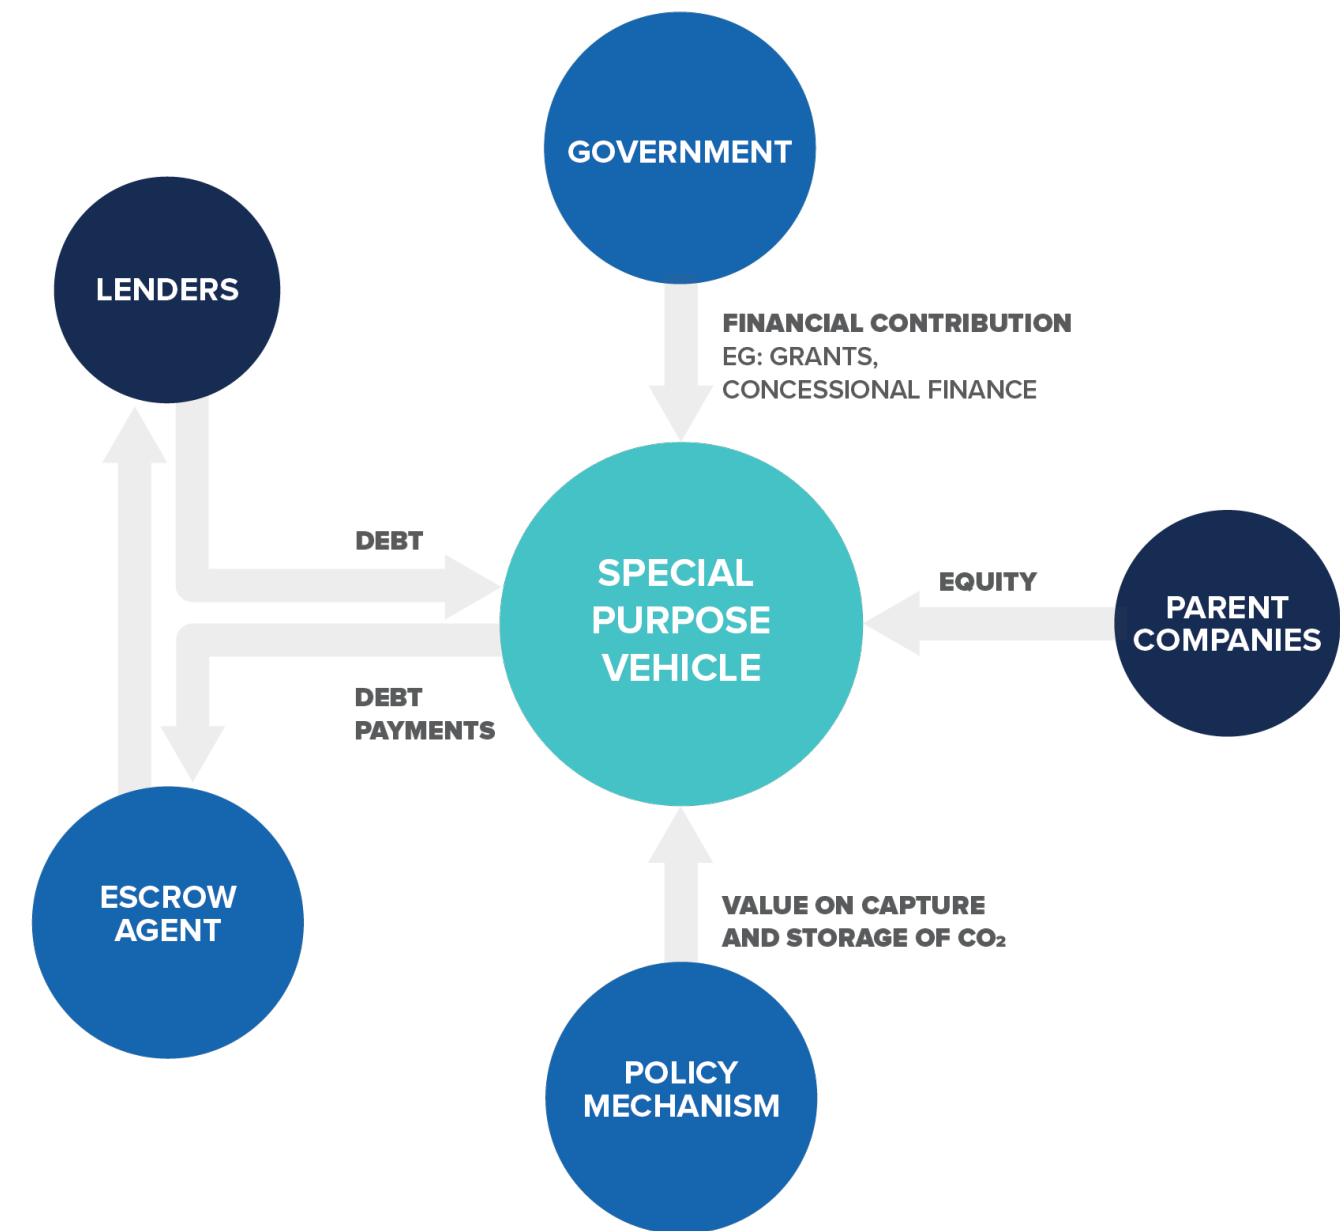 GOVERNMENT
LENDERS
FINANCIAL CONTRIBUTION
EG: GRANTS,
CONCESSIONAL FINANCE
DEBT
SPECIAL
PURPOSE
VEHICLE
EQUITY
PARENT
COMPANIES
DEBT
PAYMENTS
ESCROW
AGENT
VALUE ON CAPTURE
AND STORAGE OF CO₂
POLICY
MECHANISM